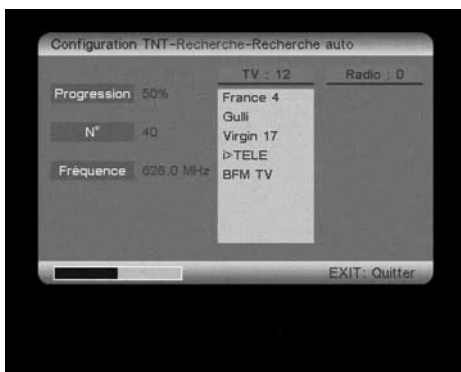 Configuration TNT-Recherche-Recherche auto
TV : 12
Radio : 0
Progression 50%
N° 40
Fréquence 626.0 MHz
France 4
Gulli
Virgin 17
i>TELE
BFM TV
EXIT: Quitter